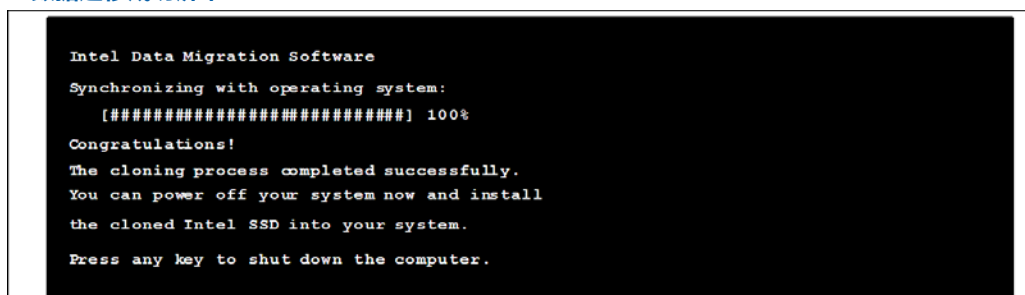 Intel Data Migration Software
Synchronizing with operating system:
[###########################] 100%
Congratulations!
The cloning process completed successfully.
You can power off your system now and install
the cloned Intel SSD into your system.
Press any key to shut down the computer.